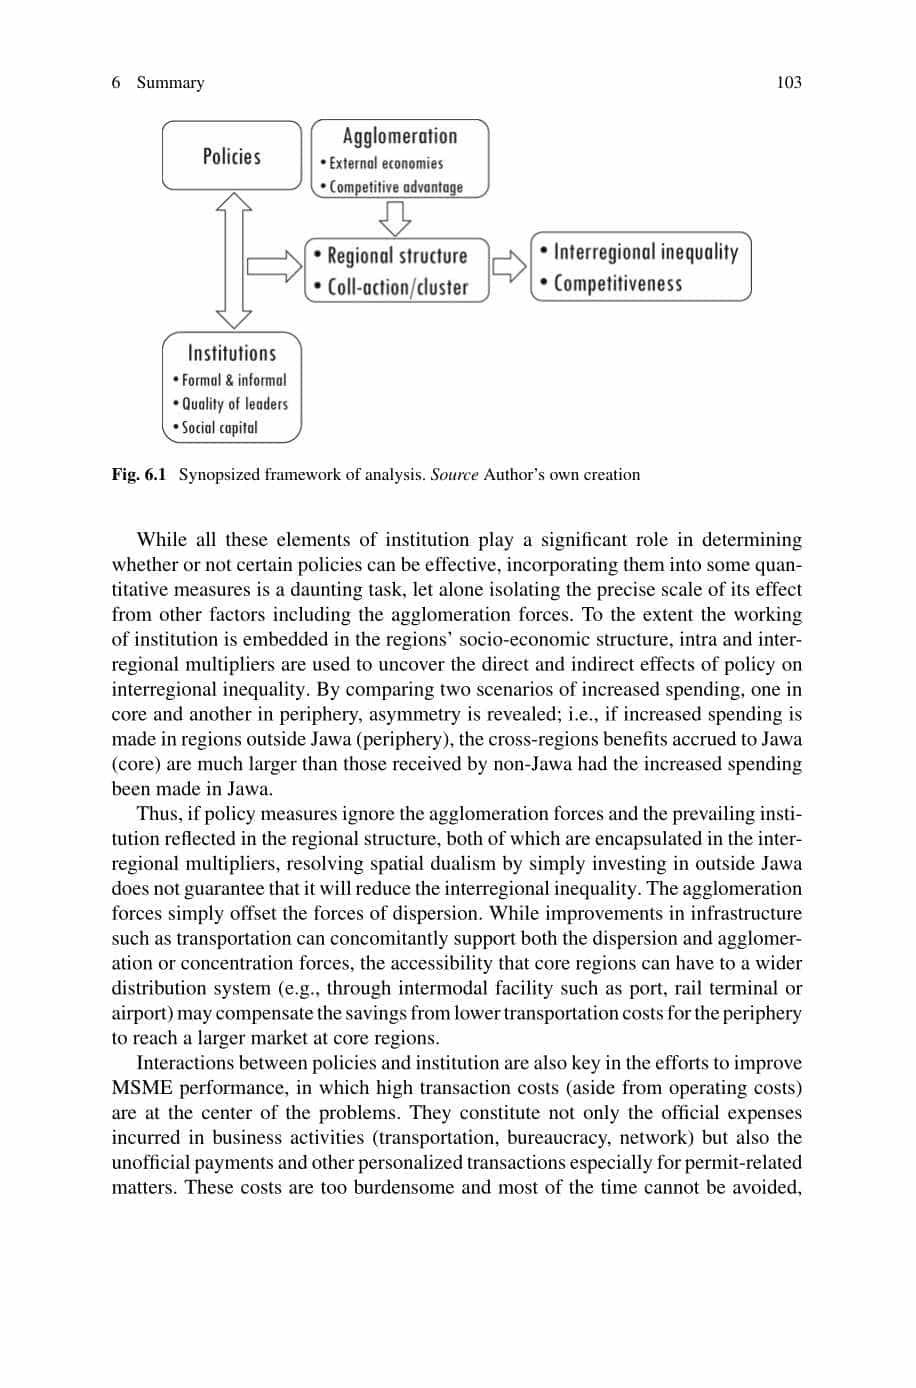 6 Summary 103
Policies
Agglomeration
• External economies
• Competitive advantage
• Regional structure
• Coll-action/cluster
• Interregional inequality
• Competitiveness
Institutions
• Formal & informal
• Quality of leaders
• Social capital
Fig. 6.1 Synopsized framework of analysis. Source Author's own creation
While all these elements of institution play a significant role in determining
whether or not certain policies can be effective, incorporating them into some quan-
titative measures is a daunting task, let alone isolating the precise scale of its effect
from other factors including the agglomeration forces. To the extent the working
of institution is embedded in the regions' socio-economic structure, intra and inter-
regional multipliers are used to uncover the direct and indirect effects of policy on
interregional inequality. By comparing two scenarios of increased spending, one in
core and another in periphery, asymmetry is revealed; i.e., if increased spending is
made in regions outside Jawa (periphery), the cross-regions benefits accrued to Jawa
(core) are much larger than those received by non-Jawa had the increased spending
been made in Jawa.
Thus, if policy measures ignore the agglomeration forces and the prevailing insti-
tution reflected in the regional structure, both of which are encapsulated in the inter-
regional multipliers, resolving spatial dualism by simply investing in outside Jawa
does not guarantee that it will reduce the interregional inequality. The agglomeration
forces simply offset the forces of dispersion. While improvements in infrastructure
such as transportation can concomitantly support both the dispersion and agglomer-
ation or concentration forces, the accessibility that core regions can have to a wider
distribution system (e.g., through intermodal facility such as port, rail terminal or
airport) may compensate the savings from lower transportation costs for the periphery
to reach a larger market at core regions.
Interactions between policies and institution are also key in the efforts to improve
MSME performance, in which high transaction costs (aside from operating costs)
are at the center of the problems. They constitute not only the official expenses
incurred in business activities (transportation, bureaucracy, network) but also the
unofficial payments and other personalized transactions especially for permit-related
matters. These costs are too burdensome and most of the time cannot be avoided,